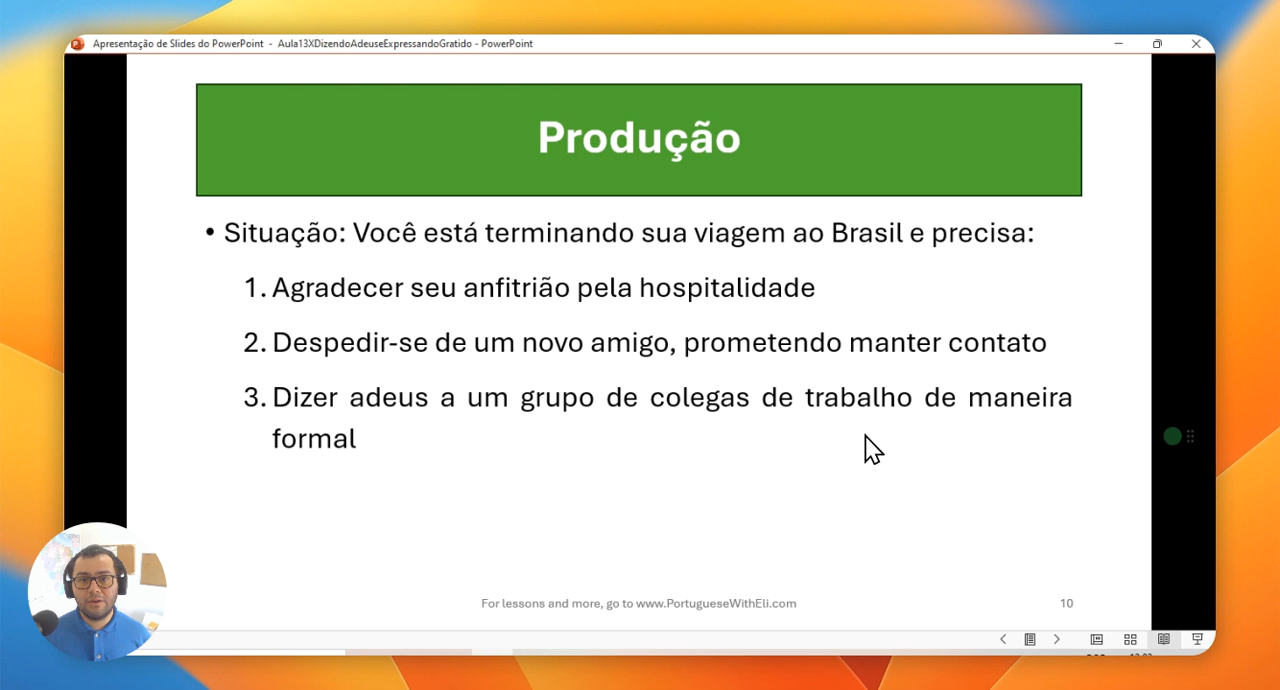 Apresentação de Slides do PowerPoint - Aula13XDizendoAdeuseExpressandoGratido - PowerPoint
Produção
• Situação: Você está terminando sua viagem ao Brasil e precisa:
1. Agradecer seu anfitrião pela hospitalidade
2. Despedir-se de um novo amigo, prometendo manter contato
3. Dizer adeus a um grupo de colegas de trabalho de maneira
formal
For lessons and more, go to www.PortugueseWithEli.com
10